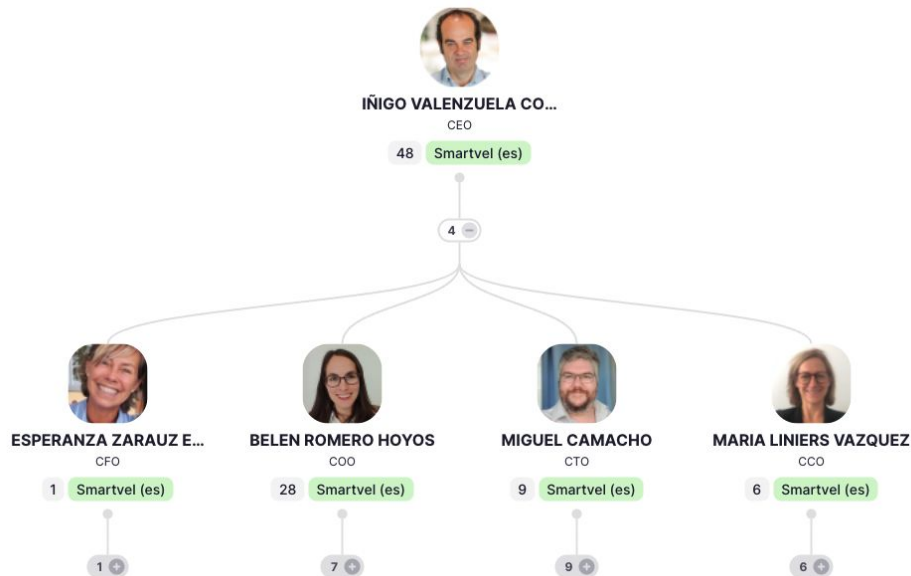 IÑIGO VALENZUELA CO...
CEO
48 Smartvel (es)
4
ESPERANZA ZARAUZ E... BELEN ROMERO HOYOS MIGUEL CAMACHO MARIA LINIERS VAZQUEZ
CFO COO CTO CCO
1 Smartvel (es) 28 Smartvel (es) 9 Smartvel (es) 6 Smartvel (es)
1 7 9 6